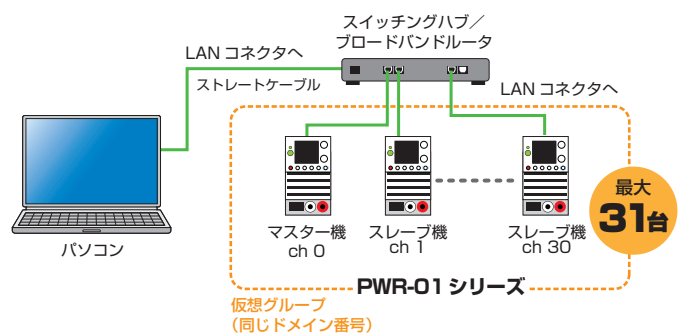 スイッチングハブ／
ブロードバンドルータ
LAN コネクタへ
ストレートケーブル
LAN コネクタへ
パソコン
マスター機
ch 0
スレーブ機
ch 1
スレーブ機
ch 30
最大
31台
PWR-01 シリーズ
仮想グループ
（同じドメイン番号）